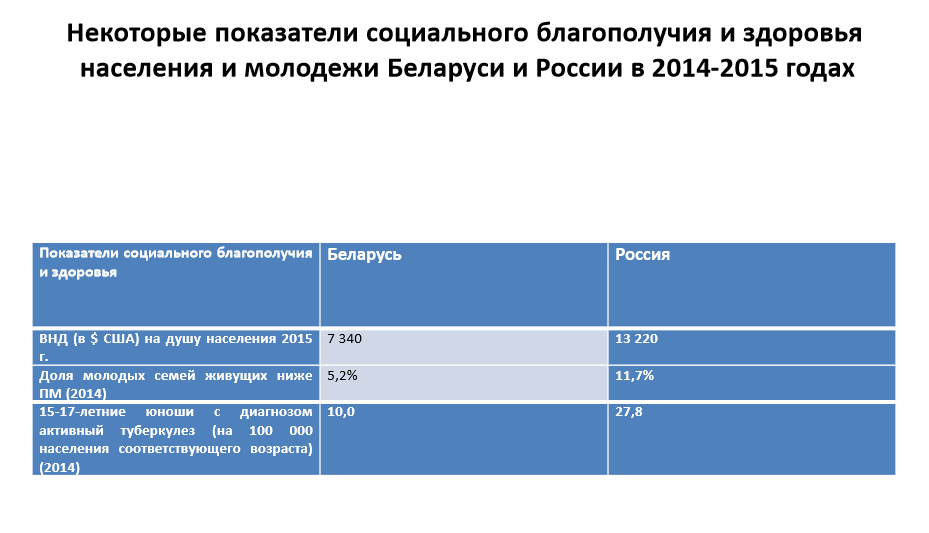 Некоторые показатели социального благополучия и здоровья
населения и молодежи Беларуси и России в 2014-2015 годах
Показатели социального благополучия
и здоровья
Беларусь
Россия
ВНД (в $ США) на душу населения 2015
г.
7 340
13 220
Доля молодых семей живущих ниже
ПМ (2014)
5,2%
11,7%
15-17-летние юноши с диагнозом
активный туберкулез (на 100 000
населения соответствующего возраста)
(2014)
10,0
27,8